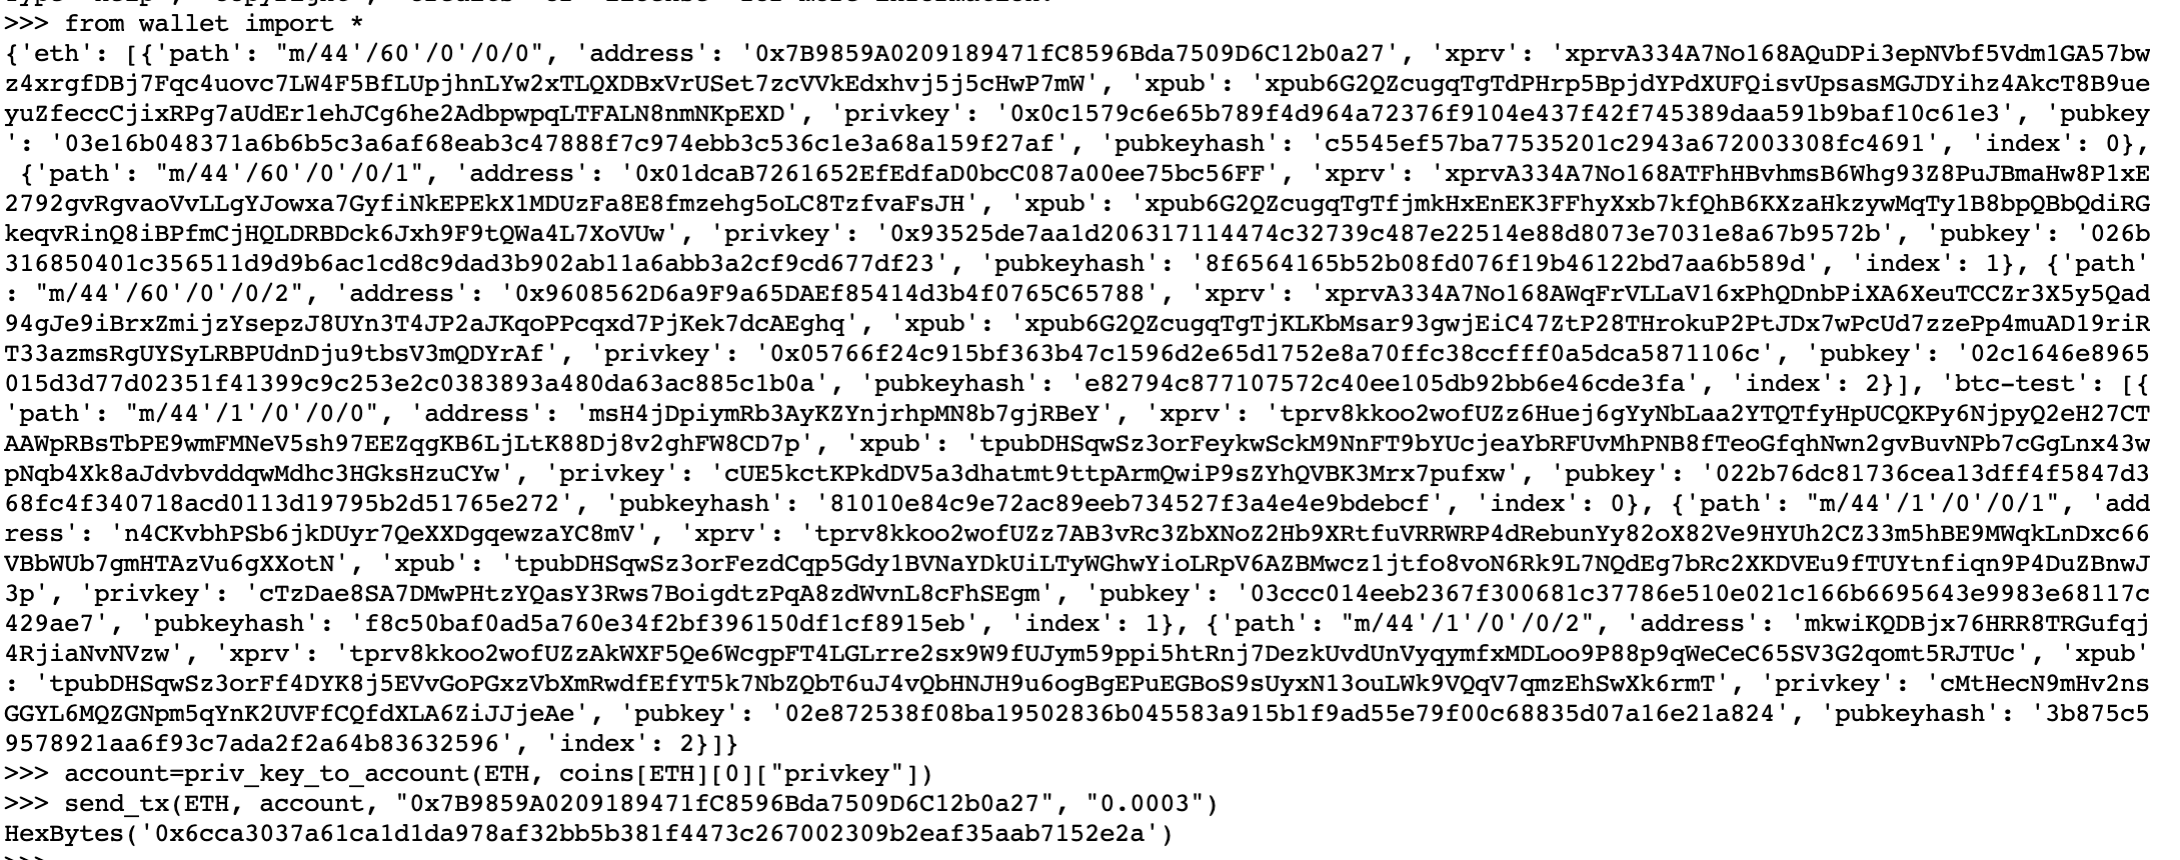 >>> from wallet import *
{'eth': [{'path': "m/44'/60'/0'/0/0", 'address': '0x7B9859A0209189471fC8596Bda7509D6C12b0a27', 'xprv': 'xprvA334A7No168AQuDPi3epNVbf5Vdm1GA57bw
z4xrgfDBj7Fqc4uovc7LW4F5BfLUpjhnLYw2xTLQXDBxVrUSet7zcVVkEdxhvj5j5cHwP7mW', 'xpub': 'xpub6G2QZcugqTgTdPHrp5BpjdYPdXUFQisvUpsasMGJDYihz4AkcT8B9ue
yuZfeccCjixRPg7aUdEr1ehJCg6he2AdbpwpqLTFALN8nmNKpEXD', 'privkey': '0x0c1579c6e65b789f4d964a72376f9104e437f42f745389daa591b9baf10c61e3', 'pubkey
': '03e16b048371a6b6b5c3a6af68eab3c47888f7c974ebb3c536c1e3a68a159f27af', 'pubkeyhash': 'c5545ef57ba77535201c2943a672003308fc4691', 'index': 0},
{'path': "m/44'/60'/0'/0/1", 'address': '0x01dcaB7261652EfEdfaD0bcC087a00ee75bc56FF', 'xprv': 'xprvA334A7No168ATFhHBvhmsB6Whg93Z8PuJBmaHw8P1xE
2792gvRgvaoVvLLgYJowxa7GyfiNkEPEkX1MDUzFa8E8fmzehg5oLC8TzfvaFsJH', 'xpub': 'xpub6G2QZcugqTgTfjmkHxEnEK3FFhyXxb7kfQhB6KXzaHkzywMqTy1B8bpQBbQdiRG
keqvRinQ8iBPfmCjHQLDRBDck6Jxh9F9tQWa4L7XoVUw', 'privkey': '0x93525de7aa1d206317114474c32739c487e22514e88d8073e7031e8a67b9572b', 'pubkey': '026b
316850401c356511d9d9b6ac1cd8c9dad3b902ab11a6abb3a2cf9cd677df23', 'pubkeyhash': '8f6564165b52b08fd076f19b46122bd7aa6b589d', 'index': 1}, {'path'
: "m/44'/60'/0'/0/2", 'address': '0x9608562D6a9F9a65DAEf85414d3b4f0765C65788', 'xprv': 'xprvA334A7No168AWqFrVLLaV16xPhQDnbPiXA6XeuTCCZr3X5y5Qad
94gJe9iBrxZmijzYsepzJ8UYn3T4JP2aJKqoPPcqxd7PjKek7dcAEghq', 'xpub': 'xpub6G2QZcugqTgTjKLKbMsar93gwjEiC47ZtP28THrokuP2PtJDx7wPcUd7zzePp4muAD19riR
T33azmsRgUYSyLRBPUdnDju9tbsV3mQDYrAf', 'privkey': '0x05766f24c915bf363b47c1596d2e65d1752e8a70ffc38ccfff0a5dca5871106c', 'pubkey': '02c1646e8965
015d3d77d02351f41399c9c253e2c0383893a480da63ac885c1b0a', 'pubkeyhash': 'e82794c877107572c40ee105db92bb6e46cde3fa', 'index': 2}], 'btc-test': [{
'path': "m/44'/1'/0'/0/0", 'address': 'msH4jDpiymRb3AyKZYnjrhpMN8b7gjRBeY', 'xprv': 'tprv8kkoo2wofUZz6Huej6gYyNbLaa2YTQTfyHpUCQKPy6NjpyQ2eH27CT
AAWpRBsTbPE9wmFMNeV5sh97EEZqgKB6LjLtK88Dj8v2ghFW8CD7p', 'xpub': 'tpubDHSqwSz3orFeykwSckM9NnFT9bYUcjeaYbRFUvMhPNB8fTeoGfqhNwn2gvBuvNPb7cGgLnx43w
pNqb4Xk8aJdvbvddqwMdhc3HGksHzuCYw', 'privkey': 'cUE5kctKPkdDV5a3dhatmt9ttpArmQwiP9sZYhQVBK3Mrx7pufxw', 'pubkey': '022b76dc81736cea13dff4f5847d3
68fc4f340718acd0113d19795b2d51765e272', 'pubkeyhash': '81010e84c9e72ac89eeb734527f3a4e4e9bdebcf', 'index': 0}, {'path': "m/44'/1'/0'/0/1", 'add
ress': 'n4CKvbhPSb6jkDUyr7QeXXDgqewzaYC8mV', 'xprv': 'tprv8kkoo2wofUZz7AB3vRc3ZbXNoZ2Hb9XRtfuVRRWRP4dRebunYy82oX82Ve9HYUh2CZ33m5hBE9MWqkLnDxc66
VBbWUb7gmHTAzVu6gXXotN', 'xpub': 'tpubDHSqwSz3orFezdCqp5Gdy1BVNaYDkUiLTyWGhwYioLRpV6AZBMwcz1jtfo8voN6Rk9L7NQdEg7bRc2XKDVEu9fTUYtnfiqn9P4DuZBnwJ
3p', 'privkey': 'cTzDae8SA7DMwPHtzYQasY3Rws7BoigdtzPqA8zdWvnL8cFhSEgm', 'pubkey': '03ccc014eeb2367f300681c37786e510e021c166b6695643e9983e68117c
429ae7', 'pubkeyhash': 'f8c50baf0ad5a760e34f2bf396150df1cf8915eb', 'index': 1}, {'path': "m/44'/1'/0'/0/2", 'address': 'mkwiKQDBjx76HRR8TRGufqj
4RjiaNvNVzw', 'xprv': 'tprv8kkoo2wofUZzAkWXF5Qe6WcgpFT4LGLrre2sx9W9fUJym59ppi5htRnj7DezkUvdUnVyqymfxMDLoo9P88p9qWeCeC65SV3G2qomt5RJTUc', 'xpub'
: 'tpubDHSqwSz3orFf4DYK8j5EVvGoPGxzVbXmRwdfEfYT5k7NbZQbT6uJ4vQbHNJH9u6ogBgEPuEGBoS9sUyxN13ouLWk9VQqV7qmzEhSwXk6rmT', 'privkey': 'cMtHecN9mHv2ns
GGYL6MQZGNpm5qYnK2UVFfCQfdXLA6ZiJJjeAe', 'pubkey': '02e872538f08ba19502836b045583a915b1f9ad55e79f00c68835d07a16e21a824', 'pubkeyhash': '3b875c5
9578921aa6f93c7ada2f2a64b83632596', 'index': 2}]}
>>> account=priv_key_to_account(ETH, coins[ETH][0]["privkey"])
>>> send_tx(ETH, account, "0x7B9859A0209189471fC8596Bda7509D6C12b0a27", "0.0003")
HexBytes('0x6cca3037a61ca1d1da978af32bb5b381f4473c267002309b2eaf35aab7152e2a')